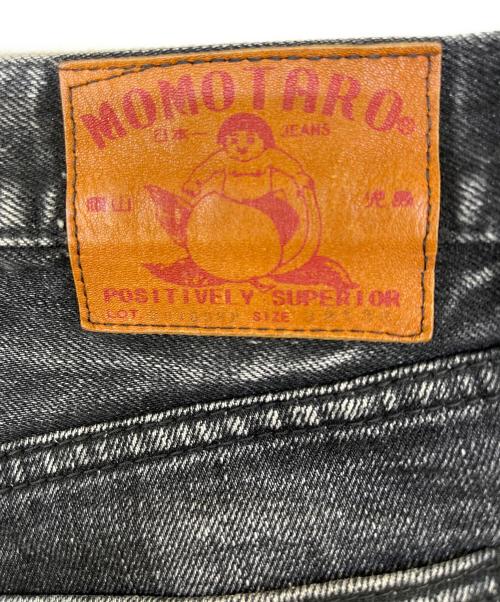 MOMOTARO®
日本一 JEANS
岡山 児島
POSITIVELY SUPERIOR
LOT. SIZE